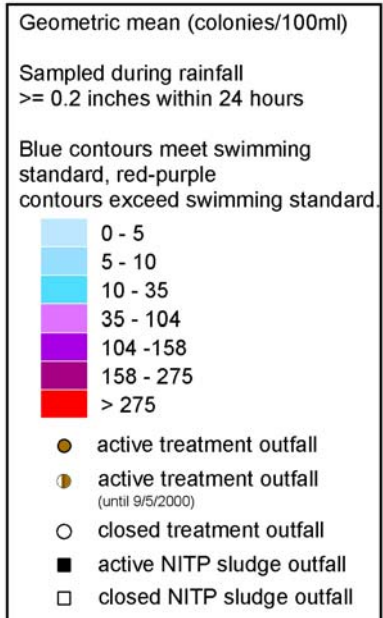 Geometric mean (colonies/100ml)
Sampled during rainfall
>= 0.2 inches within 24 hours
Blue contours meet swimming
standard, red-purple
contours exceed swimming standard.
0 - 5
5 - 10
10 - 35
35 - 104
104 -158
158 - 275
> 275
active treatment outfall
active treatment outfall
(until 9/5/2000)
closed treatment outfall
active NITP sludge outfall
closed NITP sludge outfall